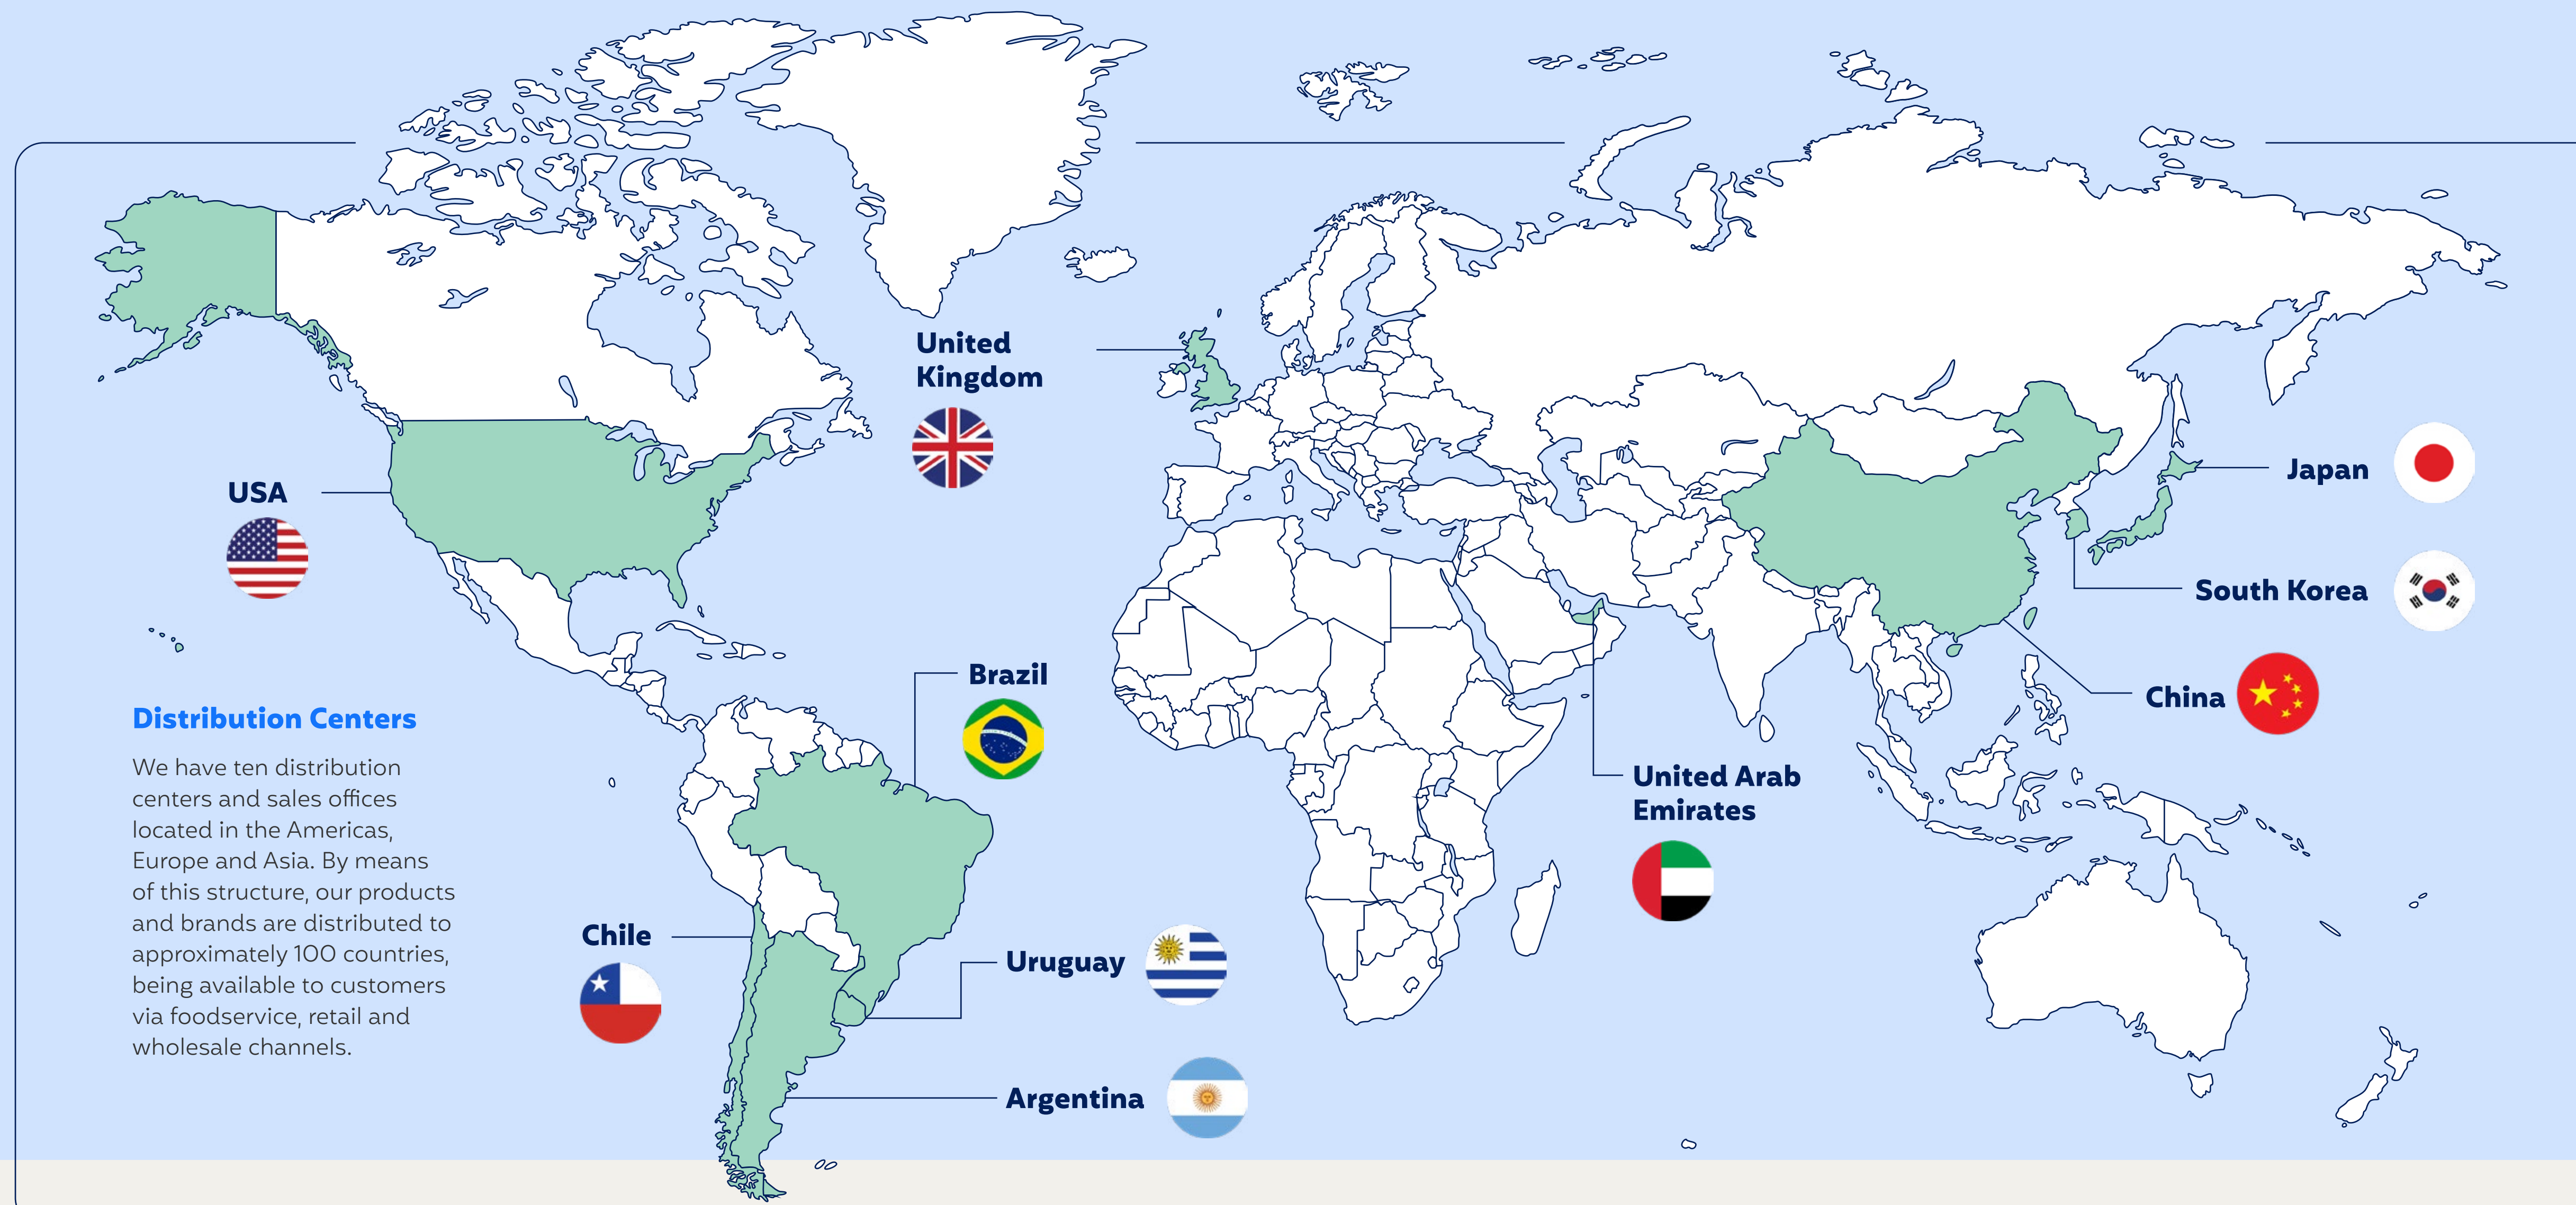 United
Kingdom
USA
Japan
South Korea
Brazil
China
Distribution Centers
We have ten distribution
centers and sales offices
located in the Americas,
Europe and Asia. By means
of this structure, our products
and brands are distributed to
approximately 100 countries,
being available to customers
via foodservice, retail and
wholesale channels.
United Arab
Emirates
Chile
Uruguay
Argentina